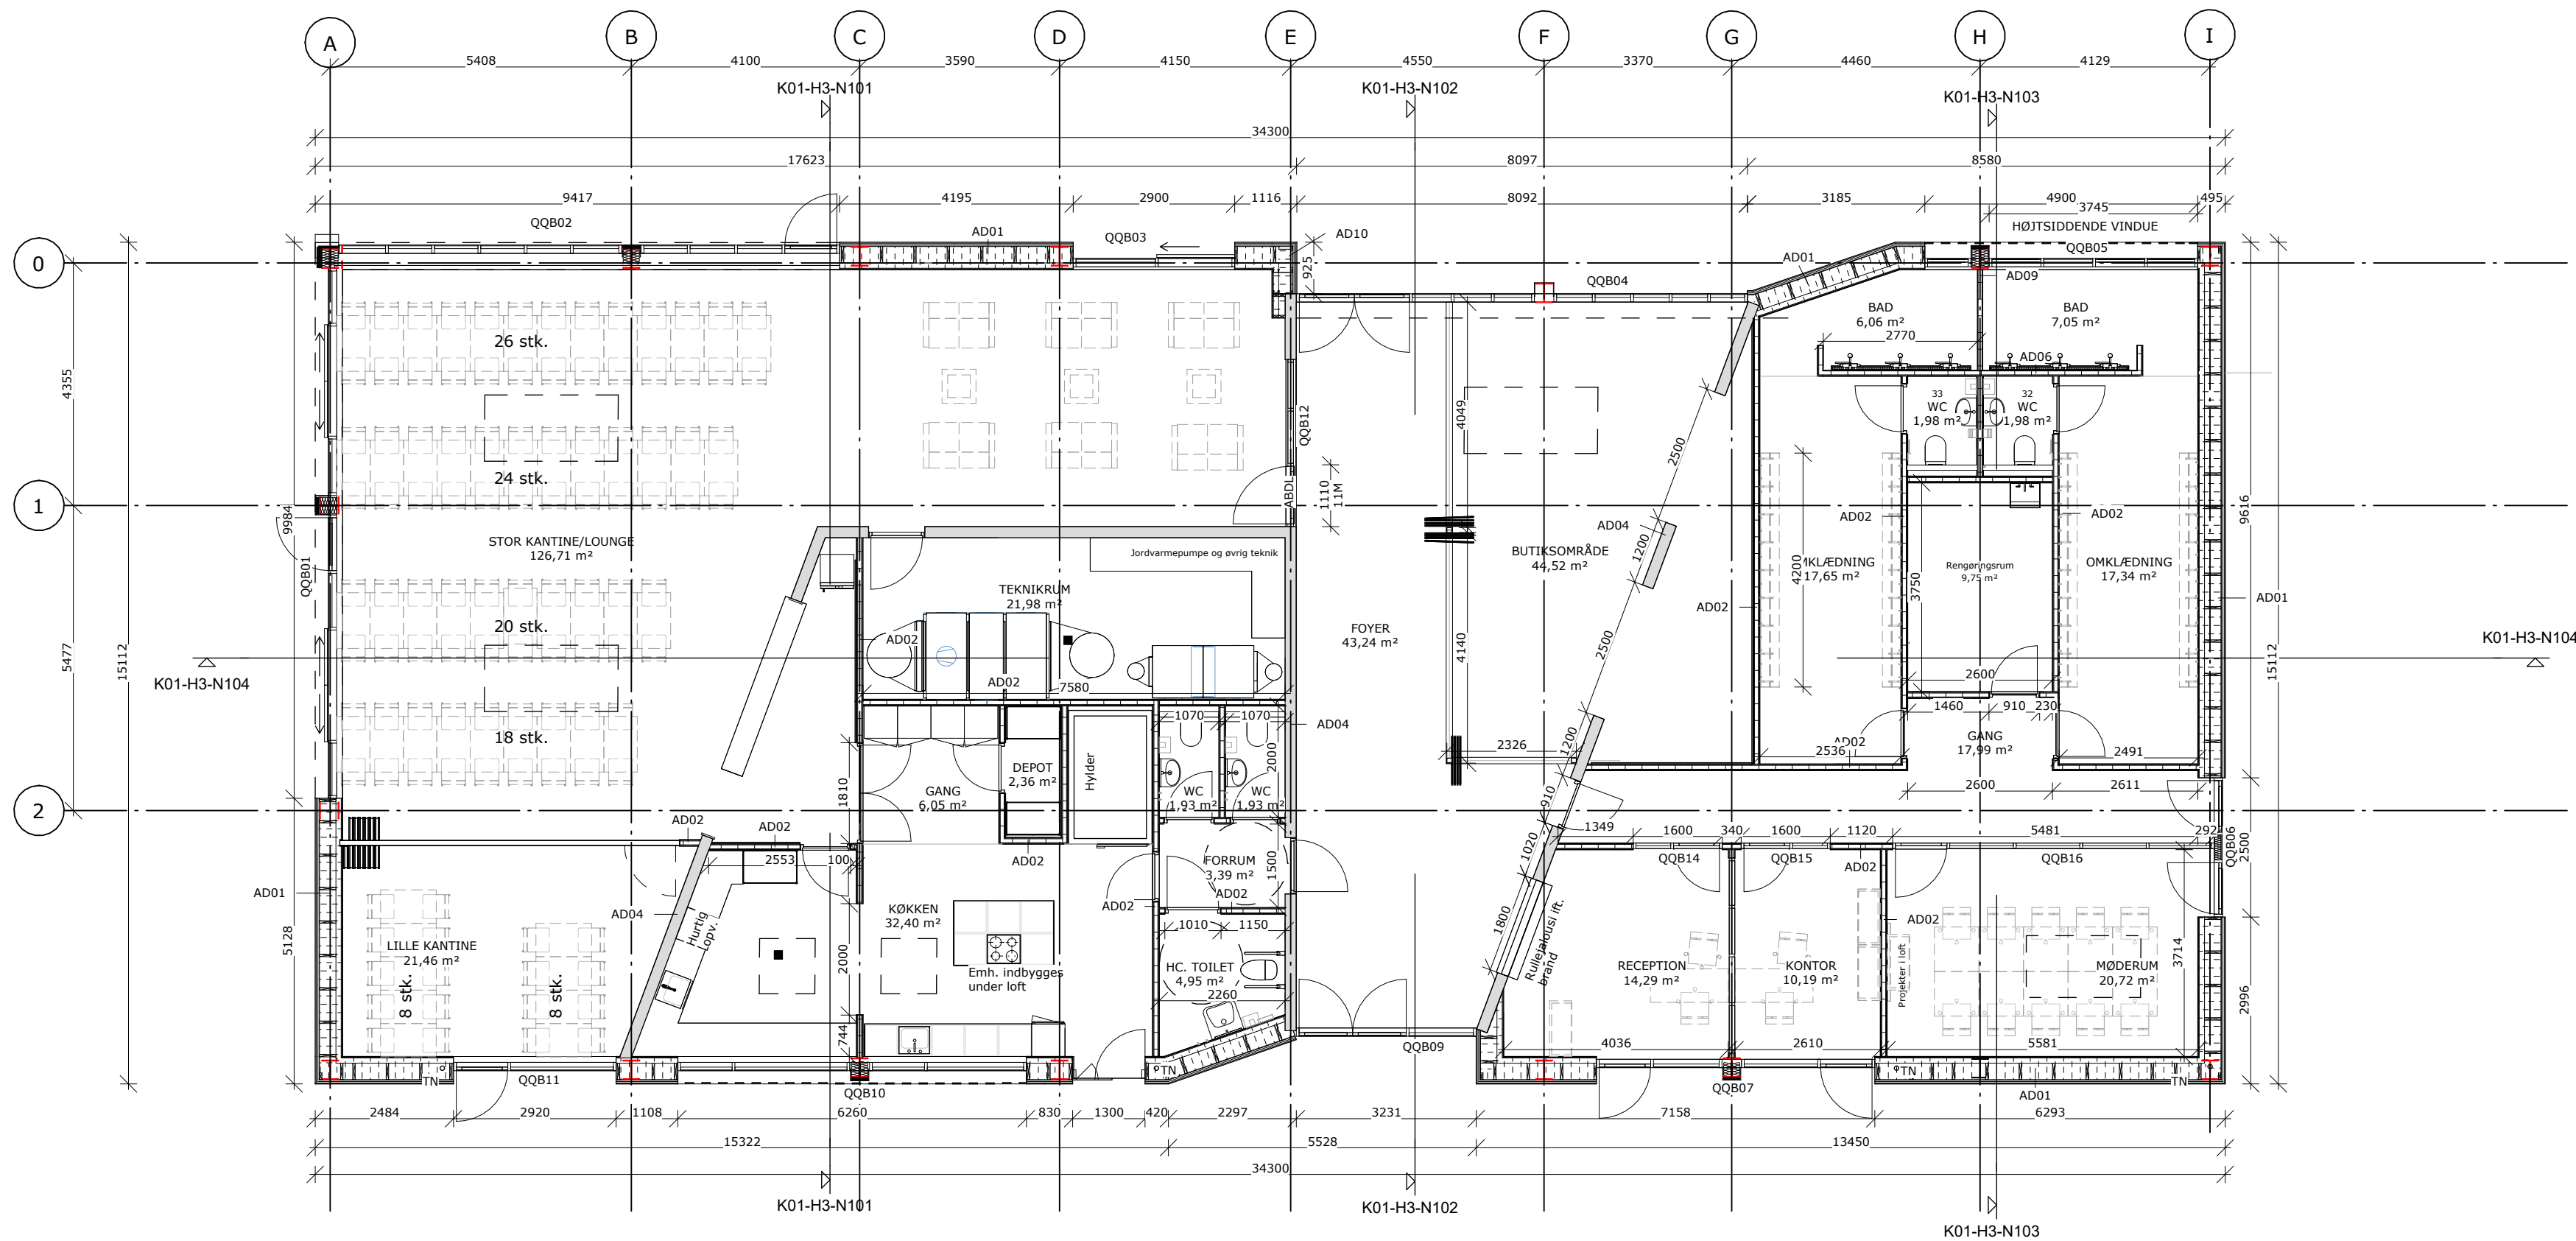 A B C D E F G H I
5408 4100 3590 4150 4550 3370 4460 4129
K01-H3-N101 K01-H3-N102 K01-H3-N103
34300
17623 8097 8580
9417 4195 2900 1116 8092 3185 4900 495
3745
HØJTSIDDENDE VINDUE
QQB02 AD01 QQB03 AD10 QQB04 AD01 QQB05
0
925
AD09
BAD
6,06 m²
2770
BAD
7,05 m²
AD06
26 stk.
4355
QQB12
4049
2500
33
WC
1,98 m²
32
WC
1,98 m²
24 stk.
1
9984
ABDL
1110
11M
AD04
1200
AD02
AD02
9616
STOR KANTINE/LOUNGE
126,71 m²
QQB01
Jordvarmepumpe og øvrig teknik
TEKNIKRUM
21,98 m²
BUTIKSOMRÅDE
44,52 m²
4200
MKLÆDNING
17,65 m²
3750
Rengøringsrum
9,75 m²
OMKLÆDNING
17,34 m²
AD01
AD02
20 stk.
5477
15112
AD02
FOYER
43,24 m²
4140
2500
15112
K01-H3-N104
K01-H3-N104
AD02
7580
2600
18 stk.
1070 1070
AD04
1460 910 230
2000
2326
1200
AD02
2536
GANG
17,99 m²
2491
2
1810
GANG
6,05 m²
DEPOT
2,36 m²
Hylder
WC
1,93 m²
WC
1,93 m²
910
2600 2611
AD02 AD02
2553 100
AD02
1349 1600 340 1600 1120 5481 292
1020
QQB14 QQB15 AD02 QQB16
QQB06
2500
FORRUM
3,39 m²
1500
AD02
AD02
AD01
AD04
LILLE KANTINE
21,46 m²
5128
8 stk.
8 stk.
Hurtig
opv.
KØKKEN
32,40 m²
2000
Emh. indbygges
under loft
1010 1150
HC. TOILET
4,95 m²
2260
1800
Rullejalousi ift.
brand
RECEPTION
14,29 m²
KONTOR
10,19 m²
AD02
Projekter i loft
MØDERUM
20,72 m²
3714
2996
744
4036 2610 5581
QQB09
TN QQB11 QQB10 TN QQB07 TN TN
AD01
2484 2920 1108 6260 830 1300 420 2297 3231 7158 6293
15322 5528 13450
34300
K01-H3-N101 K01-H3-N102 K01-H3-N103